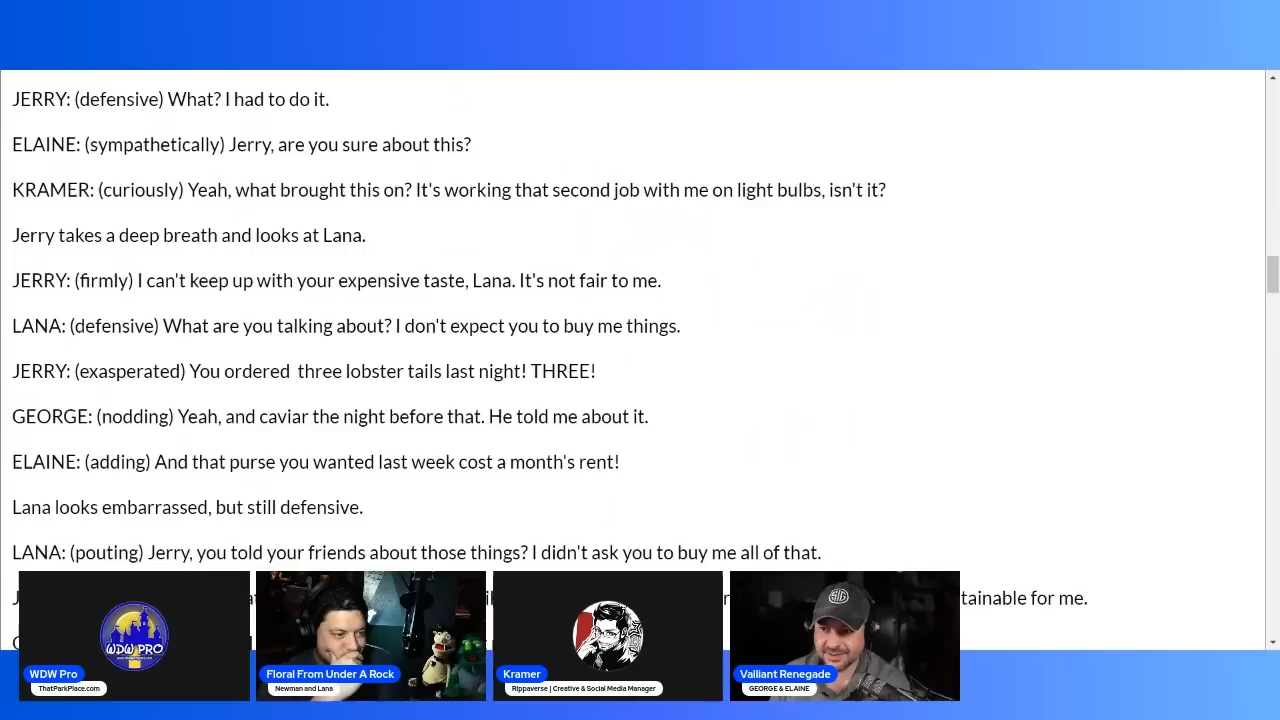 JERRY: (defensive) What? I had to do it.
ELAINE: (sympathetically) Jerry, are you sure about this?
KRAMER: (curiously) Yeah, what brought this on? It's working that second job with me on light bulbs, isn't it?
Jerry takes a deep breath and looks at Lana.
JERRY: (firmly) I can't keep up with your expensive taste, Lana. It's not fair to me.
LANA: (defensive) What are you talking about? I don't expect you to buy me things.
JERRY: (exasperated) You ordered  three lobster tails last night! THREE!
GEORGE: (nodding) Yeah, and caviar the night before that. He told me about it.
ELAINE: (adding) And that purse you wanted last week cost a month's rent!
Lana looks embarrassed, but still defensive.
LANA: (pouting) Jerry, you told your friends about those things? I didn't ask you to buy me all of that.
tainable for me.
WDW PRO
WDW Pro
ThatParkPlace.com
Floral From Under A Rock
Newman and Lana
Kramer
Rippaverse | Creative & Social Media Manager
Valliant Renegade
GEORGE & ELAINE